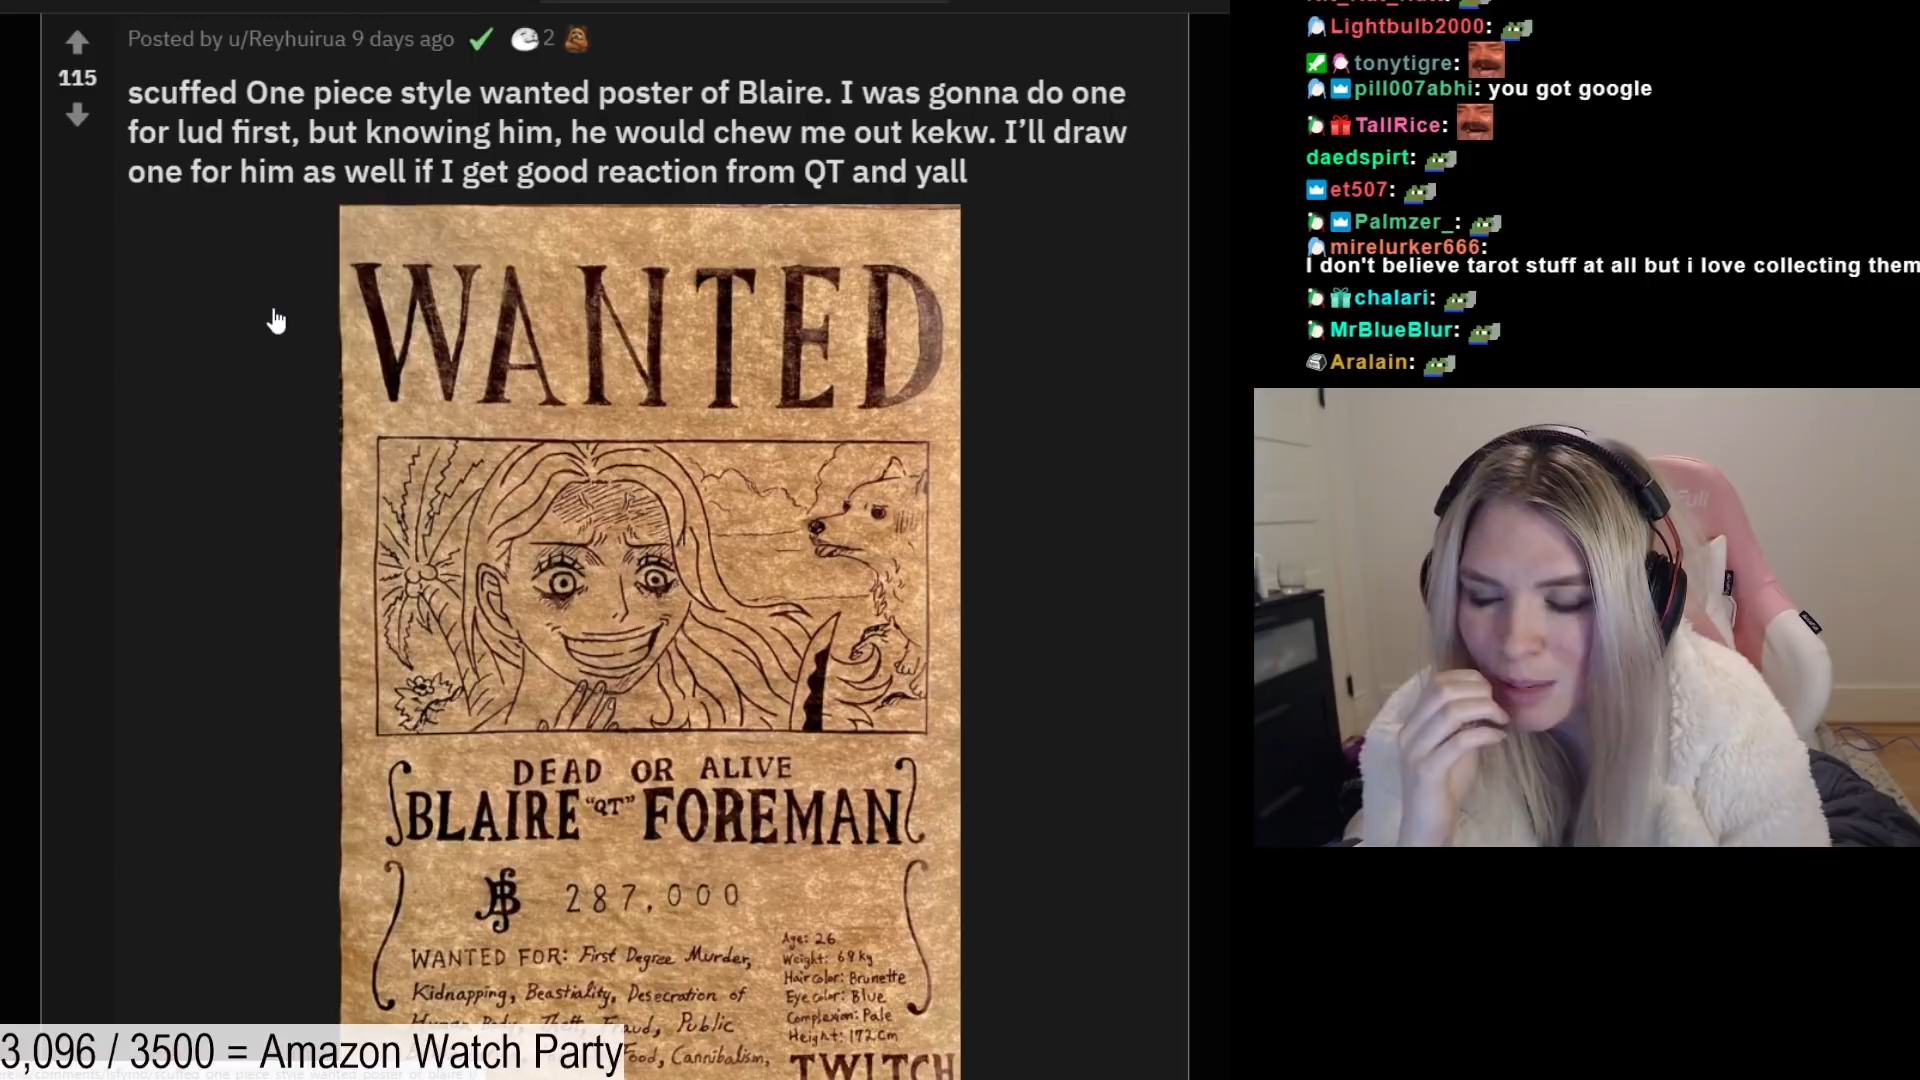 Posted by u/Reyhuirua 9 days ago
2
115
scuffed One piece style wanted poster of Blaire. I was gonna do one
for lud first, but knowing him, he would chew me out kekw. I’ll draw
one for him as well if I get good reaction from QT and yall
WANTED
DEAD OR ALIVE
BLAIRE "QT" FOREMAN
287,000
WANTED FOR: First Degree Murder,
Kidnapping, Beastiality, Desecration of
Human Body, Theft, Fraud, Public
Food, Cannibalism,
Age: 26
Weight: 69kg
Hair color: Brunette
Eye color: Blue
Complexion: Pale
Height: 172cm
TWITCH
3,096 / 3500 = Amazon Watch Party
Lightbulb2000:
tonytigre:
pill007abhi: you got google
TallRice:
daedspirt:
et507:
Palmzer_:
mirelurker666:
I don't believe tarot stuff at all but i love collecting them
chalari:
MrBlueBlur:
Aralain: